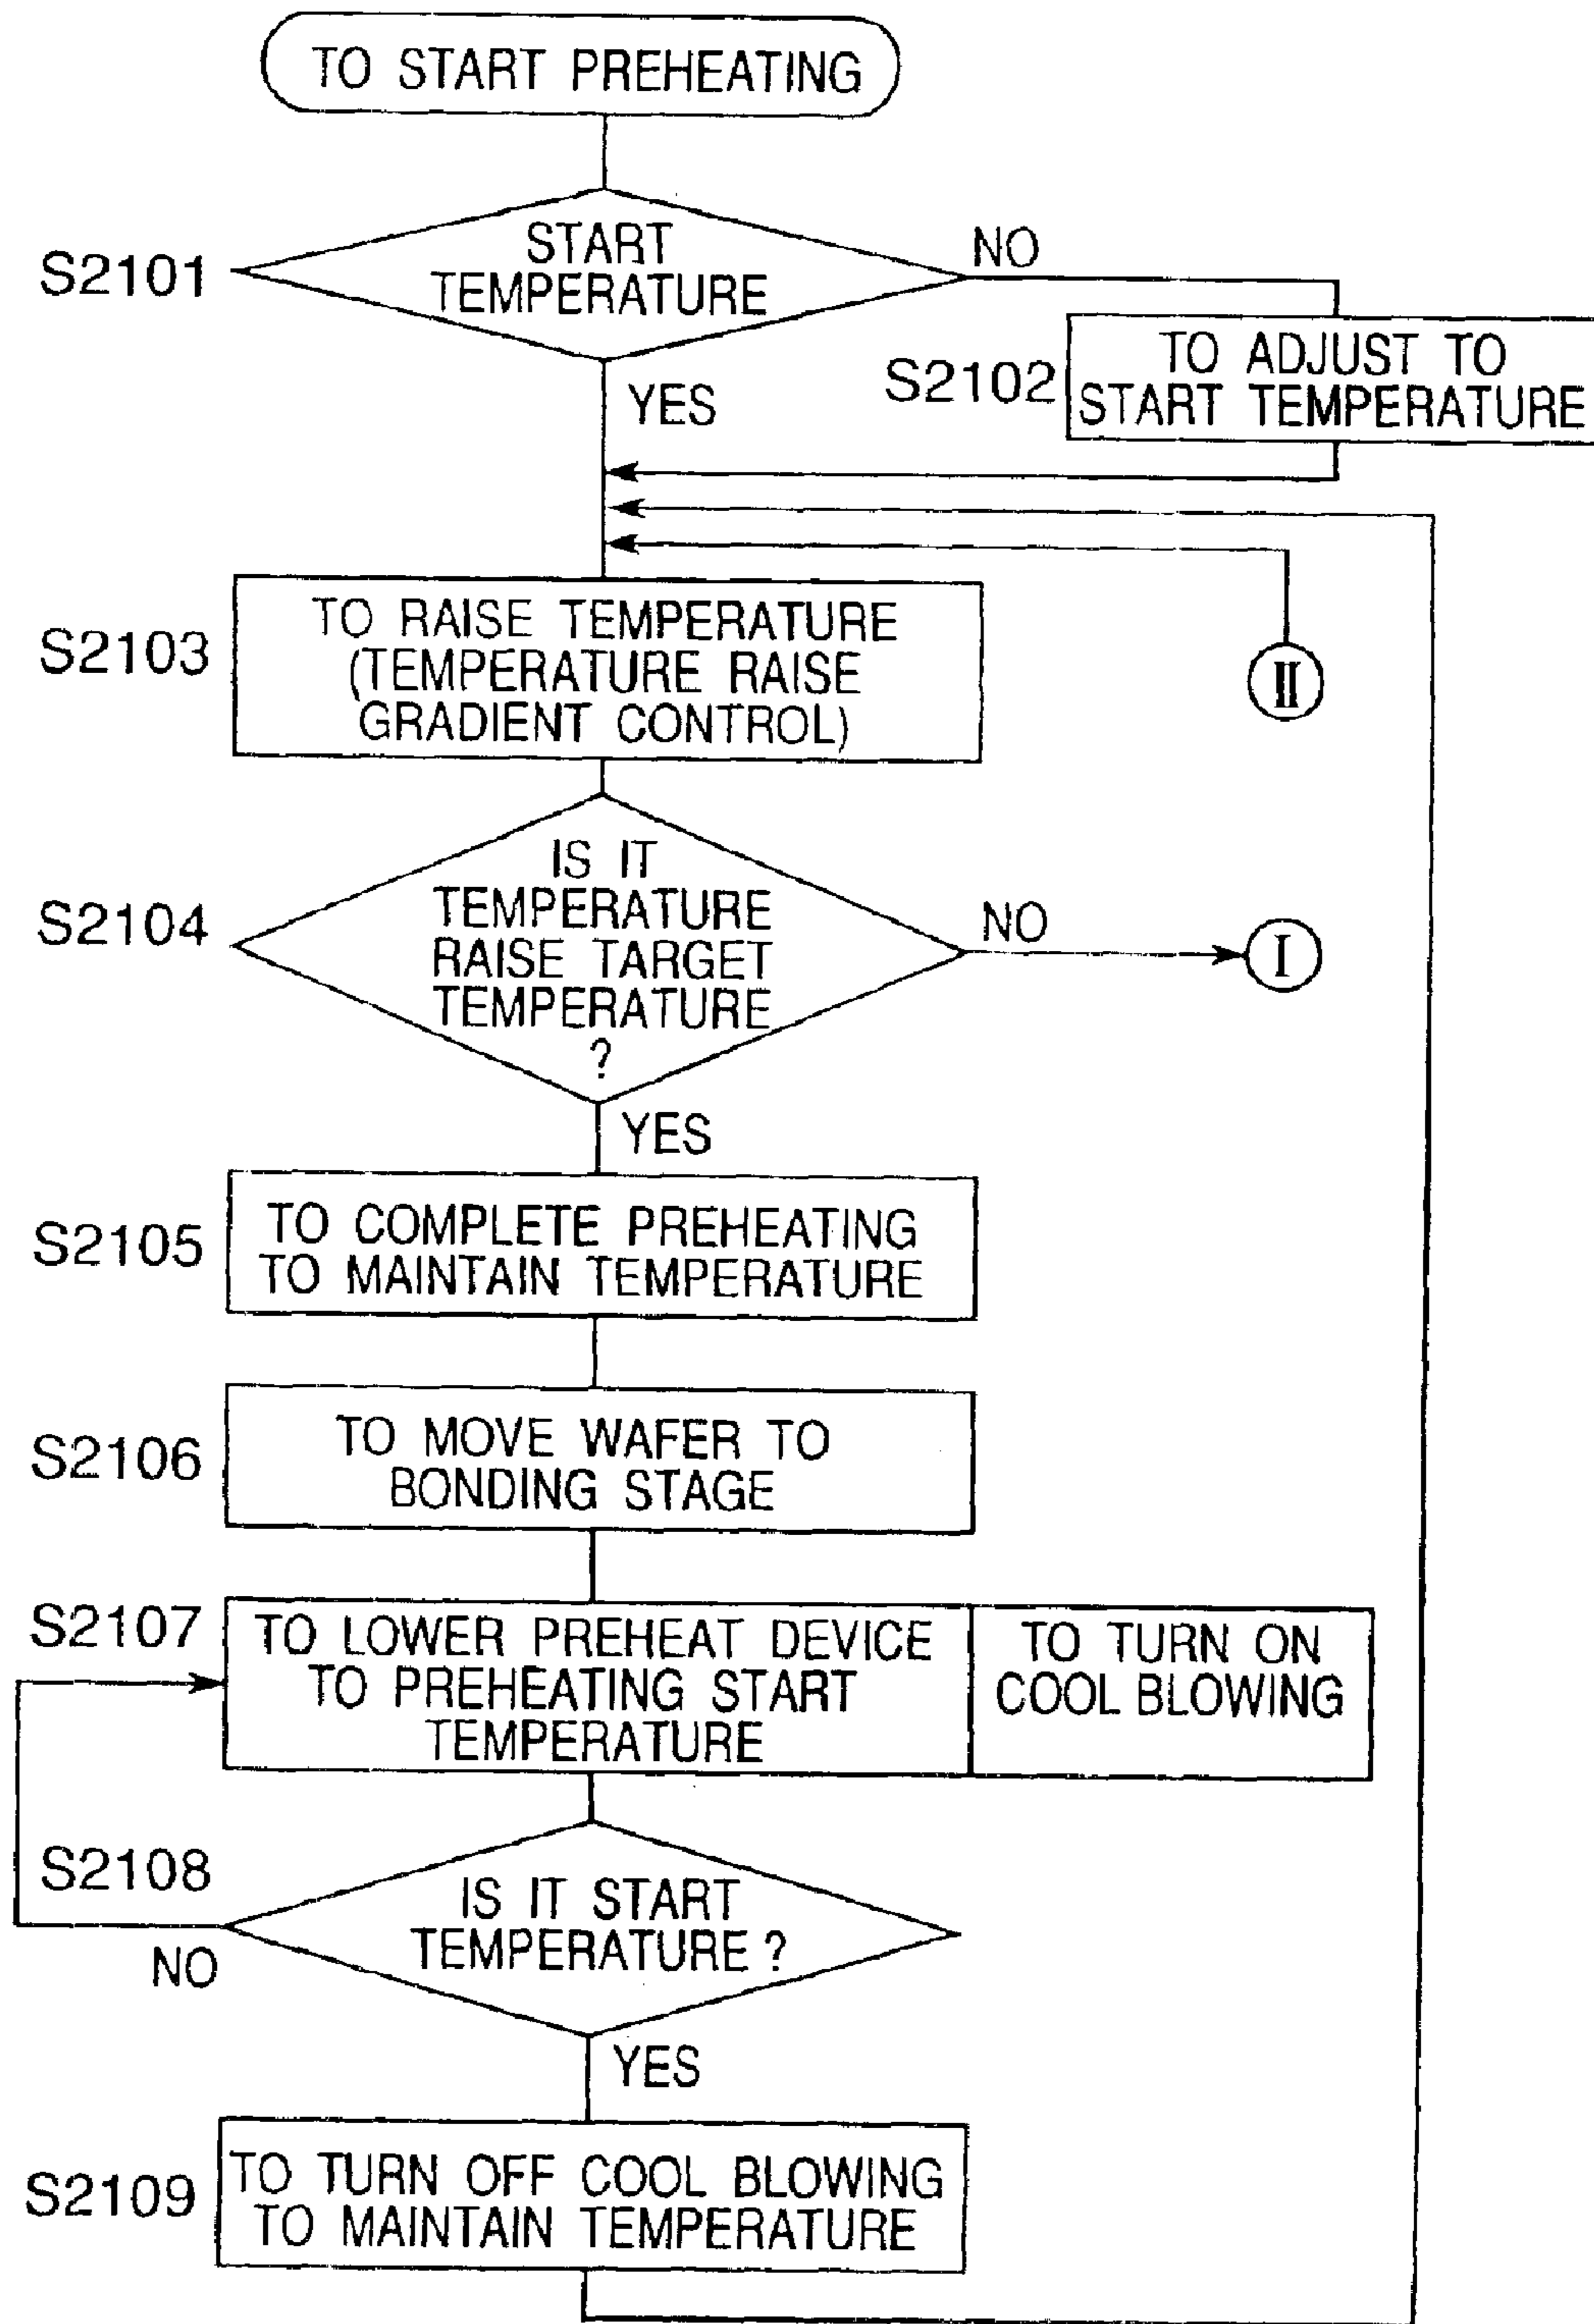 TO START PREHEATING
S2101
START
TEMPERATURE
NO
YES
S2102
TO ADJUST TO
START TEMPERATURE
S2103
TO RAISE TEMPERATURE
(TEMPERATURE RAISE
GRADIENT CONTROL)
II
S2104
IS IT
TEMPERATURE
RAISE TARGET
TEMPERATURE
?
NO
I
YES
S2105
TO COMPLETE PREHEATING
TO MAINTAIN TEMPERATURE
S2106
TO MOVE WAFER TO
BONDING STAGE
S2107
TO LOWER PREHEAT DEVICE
TO PREHEATING START
TEMPERATURE
TO TURN ON
COOL BLOWING
S2108
IS IT START
TEMPERATURE ?
NO
YES
S2109
TO TURN OFF COOL BLOWING
TO MAINTAIN TEMPERATURE